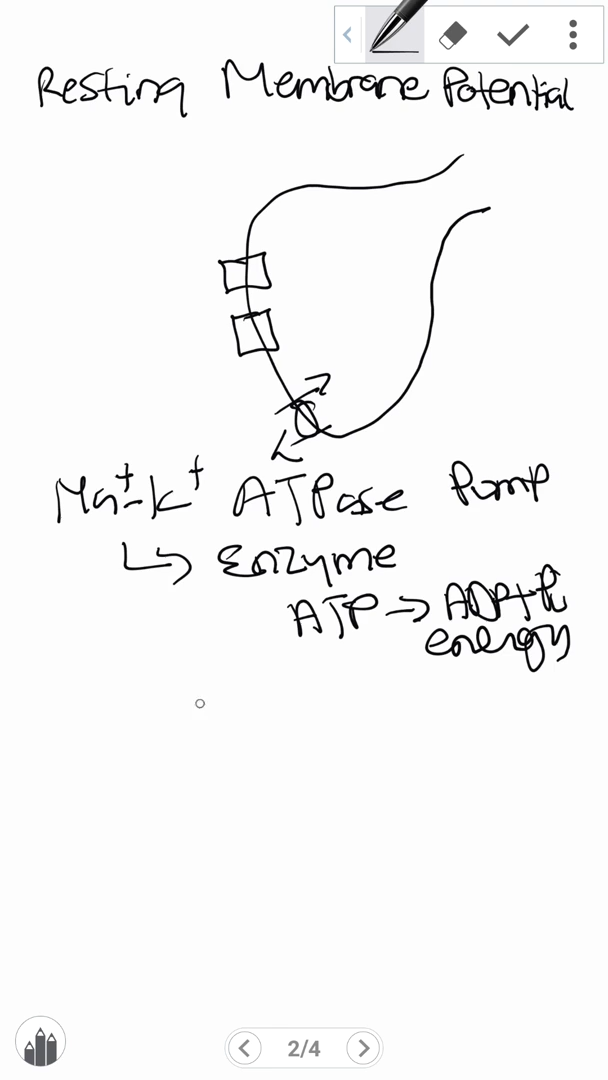 Resting Membrane Potential
Na+-K+ ATPase Pump
↳ Enzyme
ATP → ADP+Pi
energy
2/4